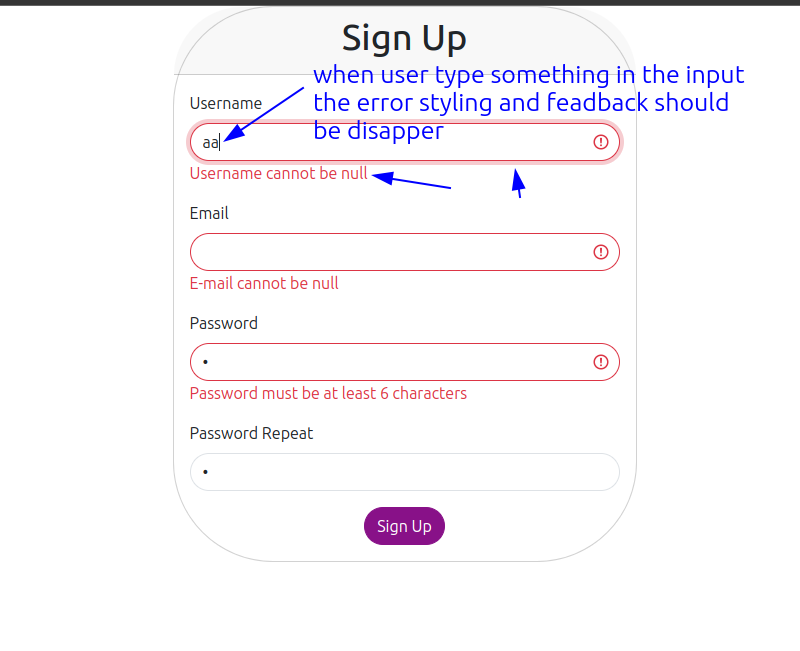 Sign Up
when user type something in the input
the error styling and feadback should
be disapper
Username
aa
Username cannot be null
Email
E-mail cannot be null
Password
•
Password must be at least 6 characters
Password Repeat
•
Sign Up